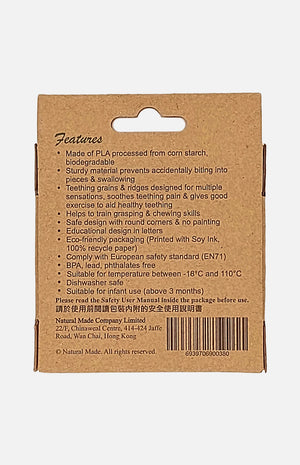 Features
• Made of PLA processed from corn starch,
biodegradable
• Sturdy material prevents accidentally biting into
pieces & swallowing
• Teething grains & ridges designed for multiple
sensations, soothes teething pain & gives good
exercise to aid healthy teething
• Helps to train grasping & chewing skills
• Safe design with round corners & no painting
• Educational design in letters
• Eco-friendly packaging (Printed with Soy Ink,
100% recycle paper)
• Comply with European safety standard (EN71)
• BPA, lead, phthalates free
• Suitable for temperature between -18°C and 110°C
• Dishwasher safe
• Suitable for infant use (above 3 months)
Please read the Safety User Manual inside the package before use.
請於使用前閱讀包裝內附的安全使用說明書
Natural Made Company Limited
22/F, Chinaweal Centre, 414-424 Jaffe
Road, Wan Chai, Hong Kong
© Natural Made. All rights reserved.
6939706900380